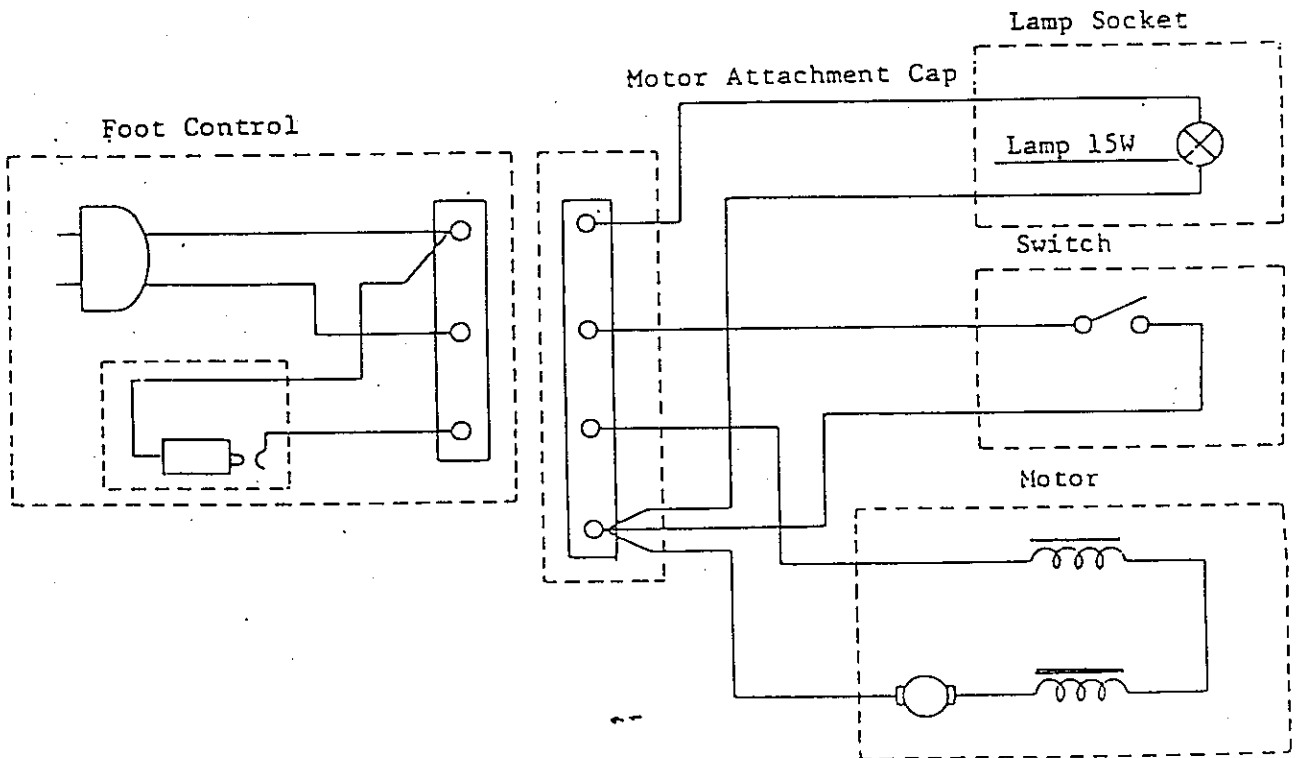 Lamp Socket
Motor Attachment Cap
Foot Control
Lamp 15W
Switch
Motor